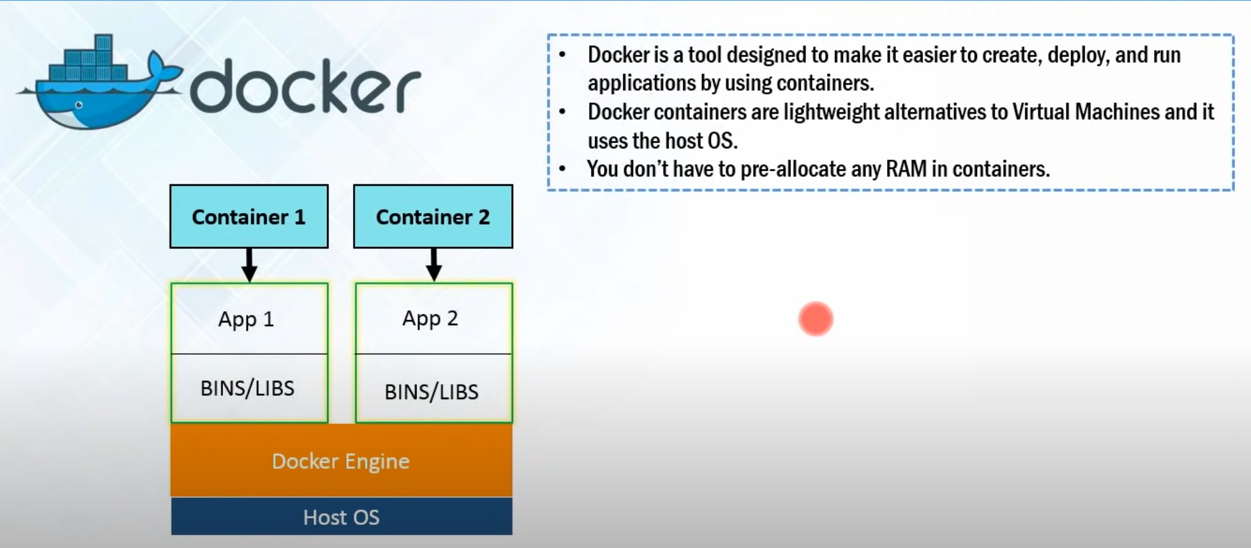 docker
• Docker is a tool designed to make it easier to create, deploy, and run
applications by using containers.
• Docker containers are lightweight alternatives to Virtual Machines and it
uses the host OS.
• You don’t have to pre-allocate any RAM in containers.
Container 1
Container 2
App 1
App 2
BINS/LIBS
BINS/LIBS
Docker Engine
Host OS